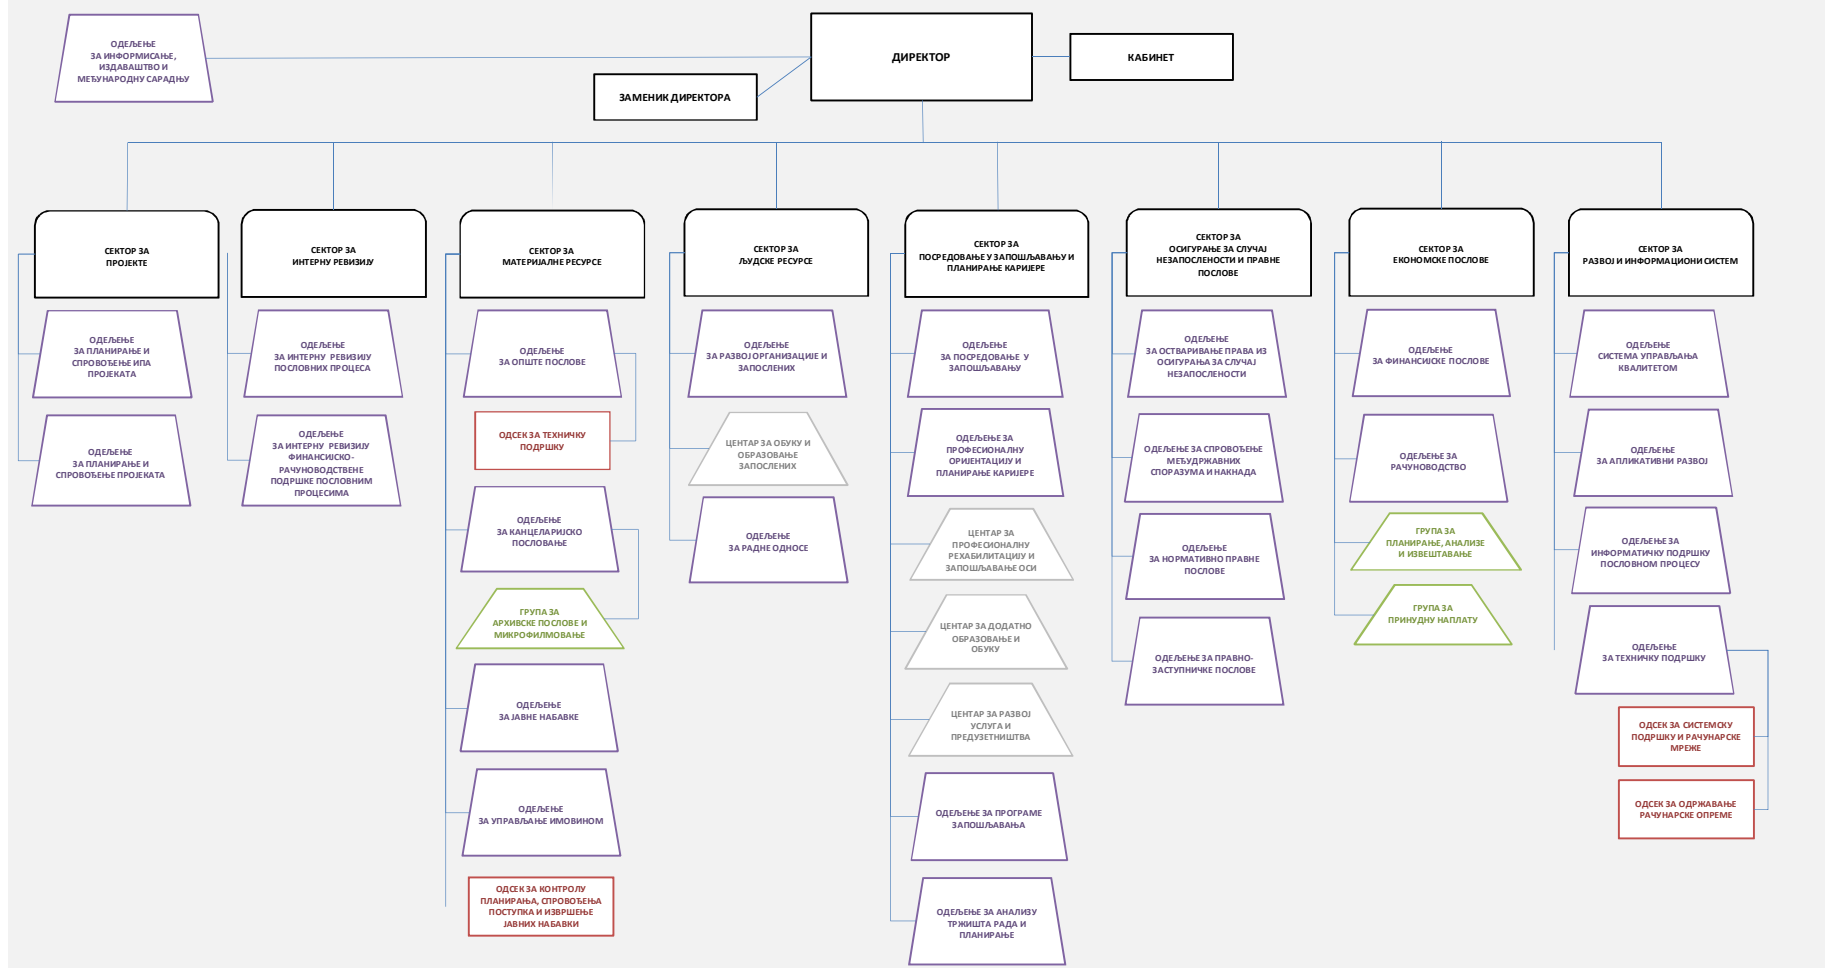 ОДЕЉЕЊЕ
ЗА ИНФОРМИСАЊЕ,
ИЗДАВАШТВО И
МЕЂУНАРОДНУ САРАДЊУ
ДИРЕКТОР
КАБИНЕТ
ЗАМЕНИК ДИРЕКТОРА
СЕКТОР ЗА
ПРОЈЕКТЕ
ОДЕЉЕЊЕ
ЗА ПЛАНИРАЊЕ И
СПРОВОЂЕЊЕ ИПА
ПРОЈЕКАТА
ОДЕЉЕЊЕ
ЗА ПЛАНИРАЊЕ И
СПРОВОЂЕЊЕ ПРОЈЕКАТА
СЕКТОР ЗА
ИНТЕРНУ РЕВИЗИЈУ
ОДЕЉЕЊЕ
ЗА ИНТЕРНУ РЕВИЗИЈУ
ПОСЛОВНИХ ПРОЦЕСА
ОДЕЉЕЊЕ
ЗА ИНТЕРНУ РЕВИЗИЈУ
ФИНАНСИЈСКО-
РАЧУНОВОДСТВЕНЕ
ПОДРШКЕ ПОСЛОВНИМ
ПРОЦЕСИМА
СЕКТОР ЗА
МАТЕРИЈАЛНЕ РЕСУРСЕ
ОДЕЉЕЊЕ
ЗА ОПШТЕ ПОСЛОВЕ
ОДСЕК ЗА ТЕХНИЧКУ
ПОДРШКУ
ОДЕЉЕЊЕ
ЗА КАНЦЕЛАРИЈСКО
ПОСЛОВАЊЕ
ГРУПА ЗА
АРХИВСКЕ ПОСЛОВЕ И
МИКРОФИЛМОВАЊЕ
ОДЕЉЕЊЕ
ЗА ЈАВНЕ НАБАВКЕ
ОДЕЉЕЊЕ
ЗА УПРАВЉАЊЕ ИМОВИНОМ
ОДСЕК ЗА КОНТРОЛУ
ПЛАНИРАЊА, СПРОВОЂЕЊА
ПОСТУПКА И ИЗВРШЕЊЕ
ЈАВНИХ НАБАВКИ
СЕКТОР ЗА
ЉУДСКЕ РЕСУРСЕ
ОДЕЉЕЊЕ
ЗА РАЗВОЈ ОРГАНИЗАЦИЈЕ И
ЗАПОСЛЕНИХ
ЦЕНТАР ЗА ОБУКУ И
ОБРАЗОВАЊЕ
ЗАПОСЛЕНИХ
ОДЕЉЕЊЕ
ЗА РАДНЕ ОДНОСЕ
СЕКТОР ЗА
ПОСРЕДОВАЊЕ У ЗАПОШЉАВАЊУ И
ПЛАНИРАЊЕ КАРИЈЕРЕ
ОДЕЉЕЊЕ
ЗА ПОСРЕДОВАЊЕ У
ЗАПОШЉАВАЊУ
ОДЕЉЕЊЕ ЗА
ПРОФЕСИОНАЛНУ
ОРИЈЕНТАЦИЈУ И
ПЛАНИРАЊЕ КАРИЈЕРЕ
ЦЕНТАР ЗА
ПРОФЕСИОНАЛНУ
РЕХАБИЛИТАЦИЈУ И
ЗАПОШЉАВАЊЕ ОСИ
ЦЕНТАР ЗА ДОДАТНО
ОБРАЗОВАЊЕ И
ОБУКУ
ЦЕНТАР ЗА РАЗВОЈ
УСЛУГА И
ПРЕДУЗЕТНИШТВА
ОДЕЉЕЊЕ ЗА ПРОГРАМЕ
ЗАПОШЉАВАЊА
ОДЕЉЕЊЕ ЗА АНАЛИЗУ
ТРЖИШТА РАДА И
ПЛАНИРАЊЕ
СЕКТОР ЗА
ОСИГУРАЊЕ ЗА СЛУЧАЈ
НЕЗАПОСЛЕНОСТИ И ПРАВНЕ
ПОСЛОВЕ
ОДЕЉЕЊЕ
ЗА ОСТВАРИВАЊЕ ПРАВА ИЗ
ОСИГУРАЊА ЗА СЛУЧАЈ
НЕЗАПОСЛЕНОСТИ
ОДЕЉЕЊЕ ЗА СПРОВОЂЕЊЕ
МЕЂУДРЖАВНИХ
СПОРАЗУМА И НАКНАДА
ОДЕЉЕЊЕ
ЗА НОРМАТИВНО ПРАВНЕ
ПОСЛОВЕ
ОДЕЉЕЊЕ ЗА ПРАВНО-
ЗАСТУПНИЧКЕ ПОСЛОВЕ
СЕКТОР ЗА
ЕКОНОМСКЕ ПОСЛОВЕ
ОДЕЉЕЊЕ
ЗА ФИНАНСИЈСКЕ ПОСЛОВЕ
ОДЕЉЕЊЕ ЗА
РАЧУНОВОДСТВО
ГРУПА ЗА
ПЛАНИРАЊЕ, АНАЛИЗЕ
И ИЗВЕШТАВАЊЕ
ГРУПА ЗА
ПРИНУДНУ НАПЛАТУ
СЕКТОР ЗА
РАЗВОЈ И ИНФОРМАЦИОНИ СИСТЕМ
ОДЕЉЕЊЕ
СИСТЕМА УПРАВЉАЊА
КВАЛИТЕТОМ
ОДЕЉЕЊЕ
ЗА АПЛИКАТИВНИ РАЗВОЈ
ОДЕЉЕЊЕ ЗА
ИНФОРМАТИЧКУ ПОДРШКУ
ПОСЛОВНОМ ПРОЦЕСУ
ОДЕЉЕЊЕ
ЗА ТЕХНИЧКУ ПОДРШКУ
ОДСЕК ЗА СИСТЕМСКУ
ПОДРШКУ И РАЧУНАРСКЕ
МРЕЖЕ
ОДСЕК ЗА ОДРЖАВАЊЕ
РАЧУНАРСКЕ ОПРЕМЕ